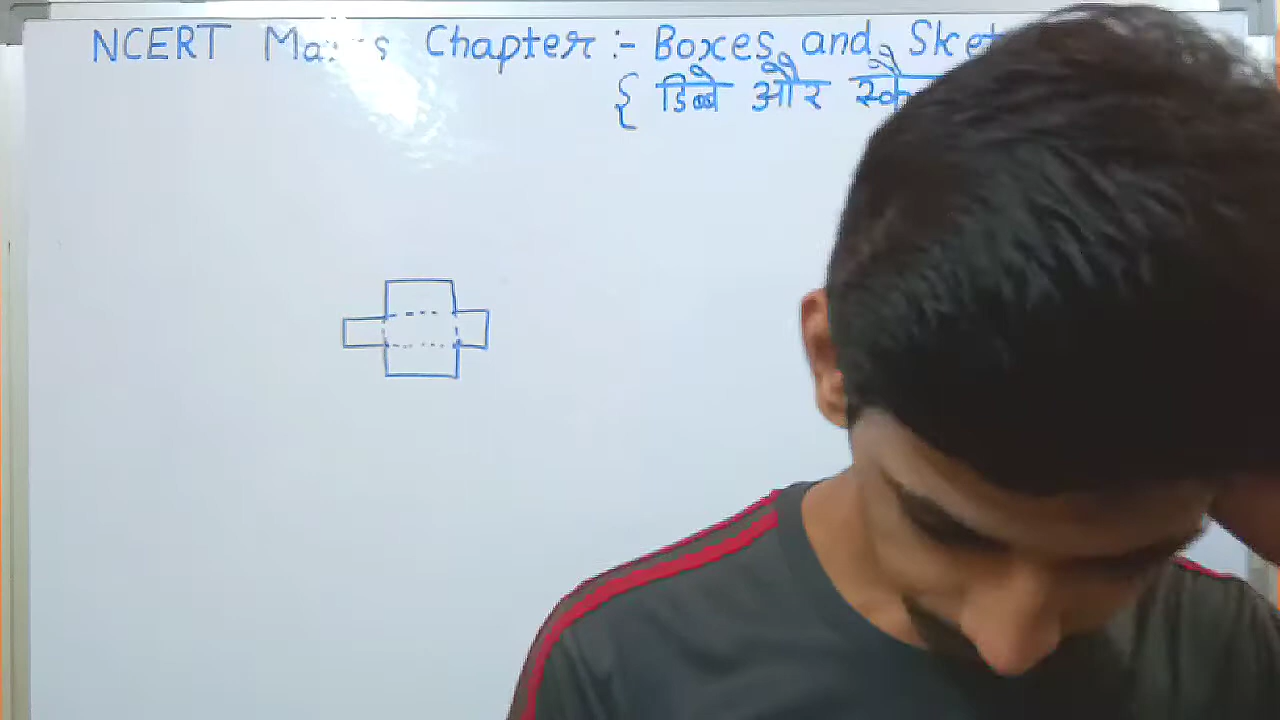 NCERT Chapter :- Boxes and
{ डिब्बे और